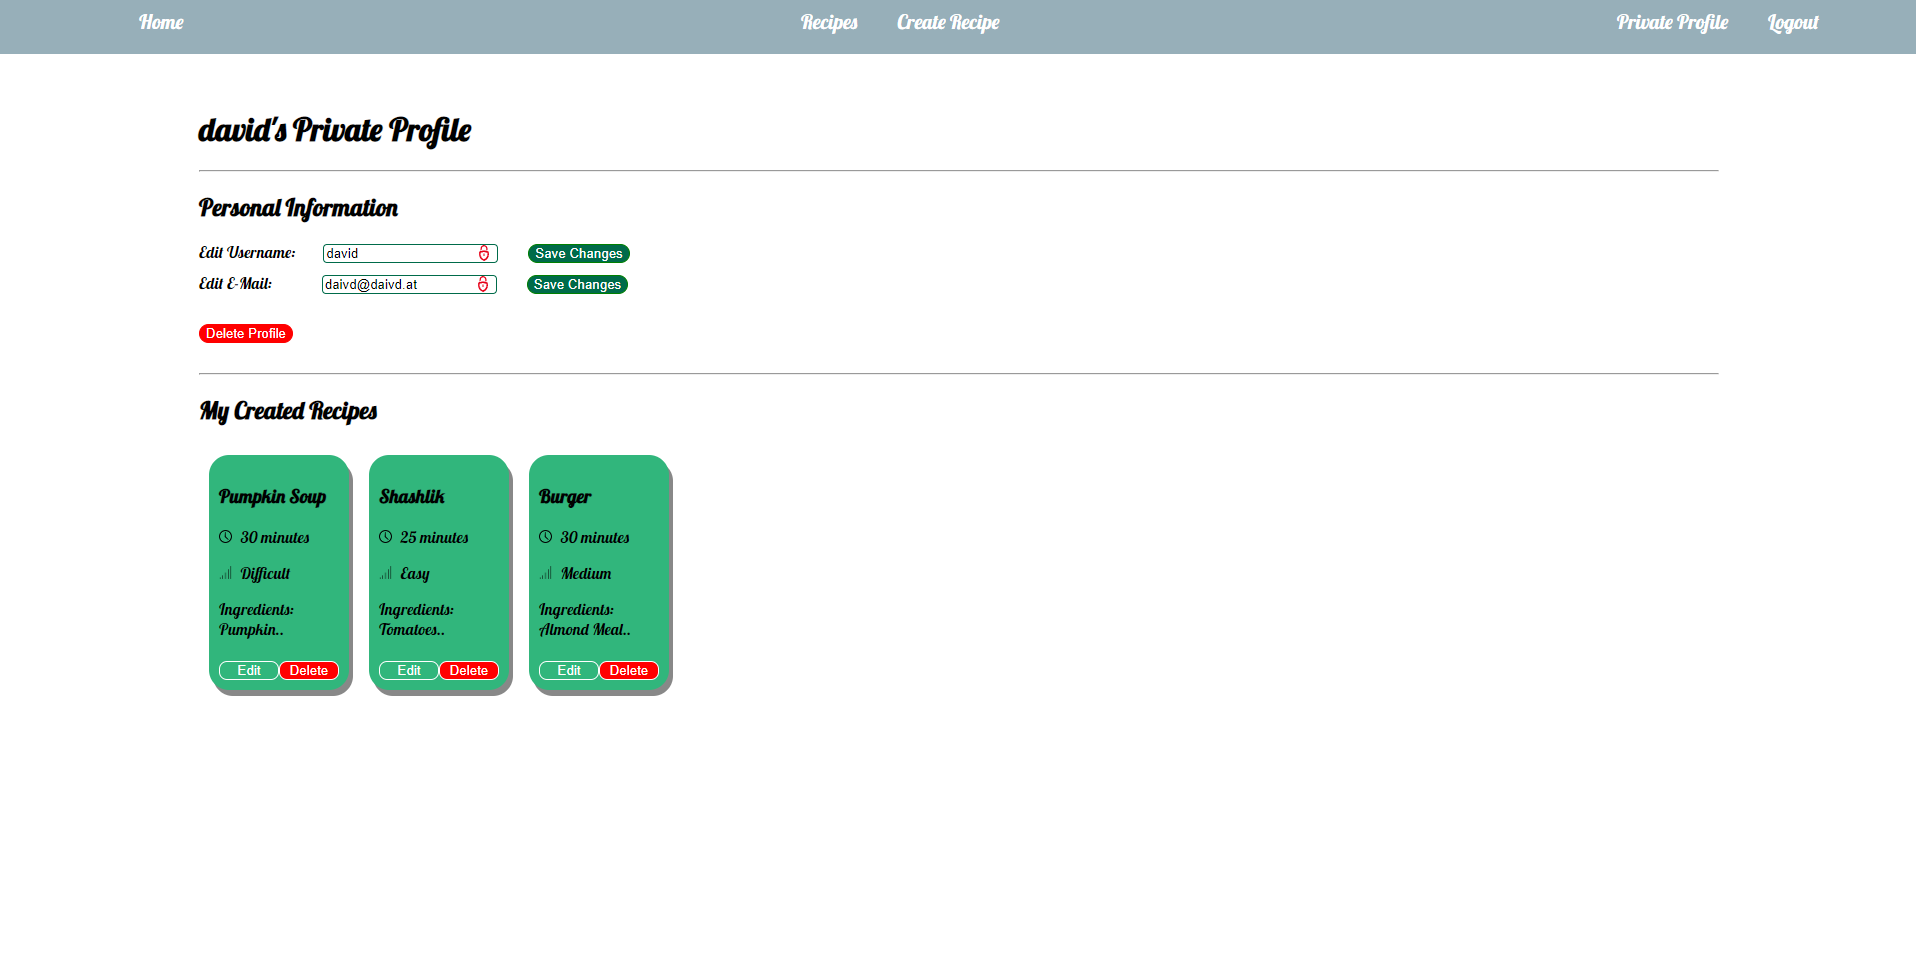 Home Recipes Create Recipe Private Profile Logout
david's Private Profile
Personal Information
Edit Username: david Save Changes
Edit E-Mail: daivd@daivd.at Save Changes
Delete Profile
My Created Recipes
Pumpkin Soup
30 minutes
Difficult
Ingredients:
Pumpkin..
Edit Delete
Shashlik
25 minutes
Easy
Ingredients:
Tomatoes..
Edit Delete
Burger
30 minutes
Medium
Ingredients:
Almond Meal..
Edit Delete